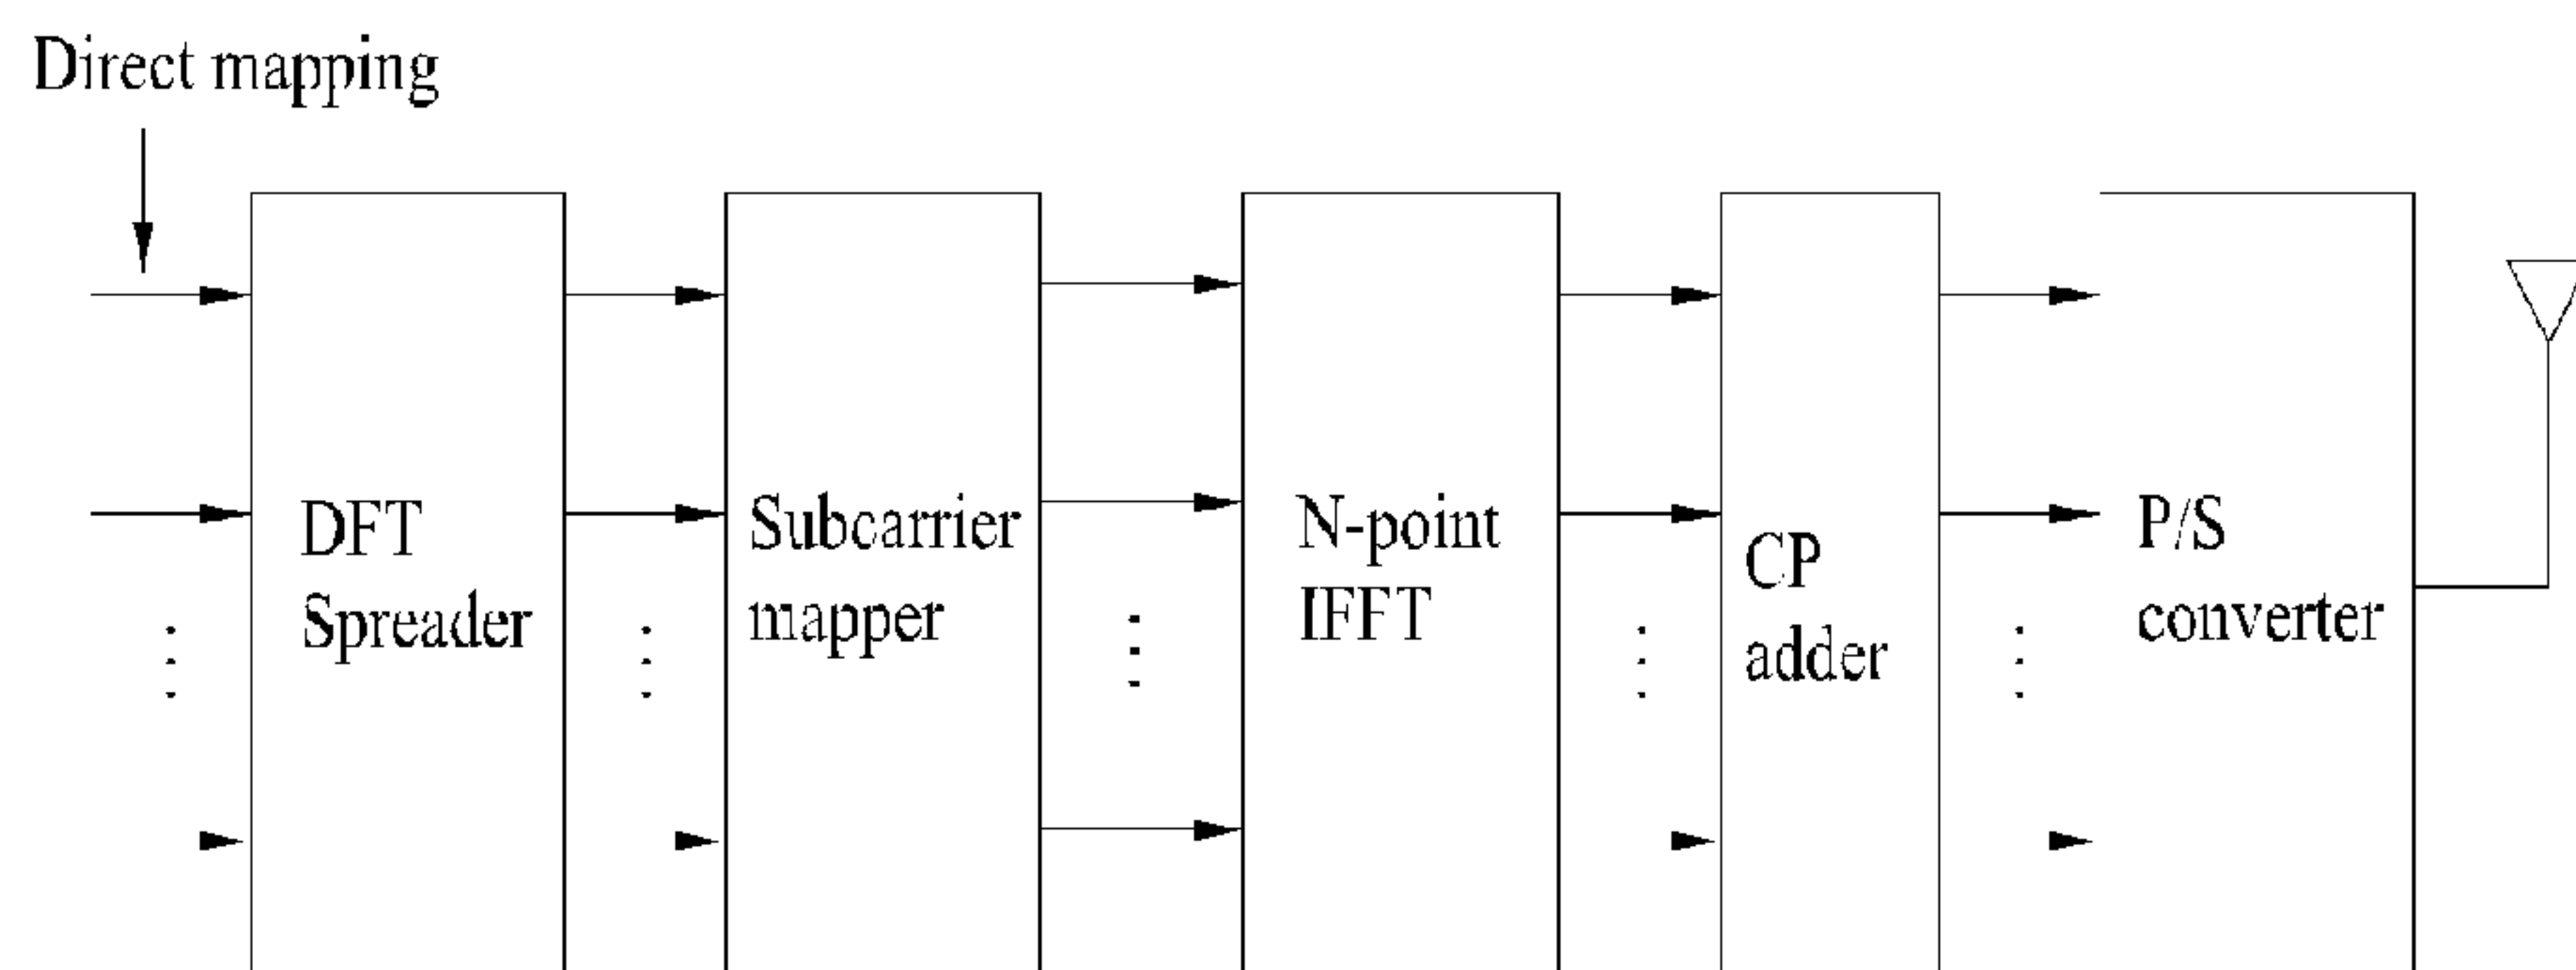 Direct mapping
DFT
Spreader
Subcarrier
mapper
N-point
IFFT
CP
adder
P/S
converter